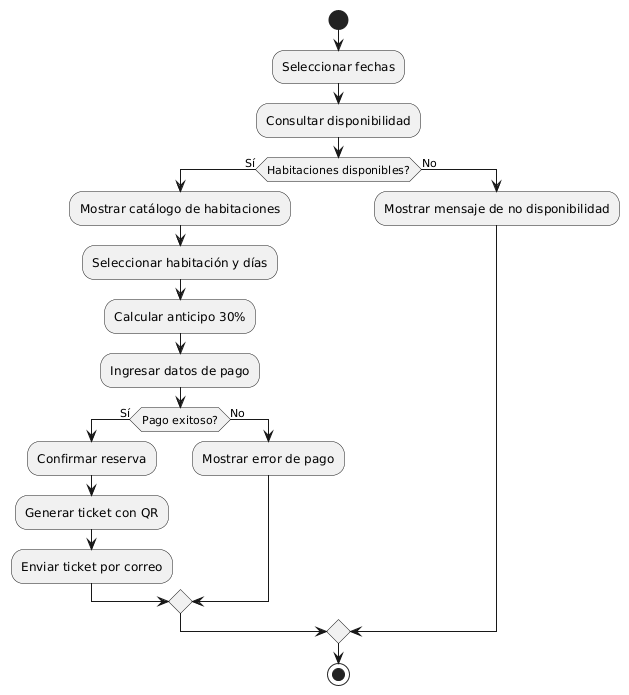 Seleccionar fechas
Consultar disponibilidad
Habitaciones disponibles?
Sí
No
Mostrar catálogo de habitaciones
Mostrar mensaje de no disponibilidad
Seleccionar habitación y días
Calcular anticipo 30%
Ingresar datos de pago
Pago exitoso?
Sí
No
Confirmar reserva
Mostrar error de pago
Generar ticket con QR
Enviar ticket por correo